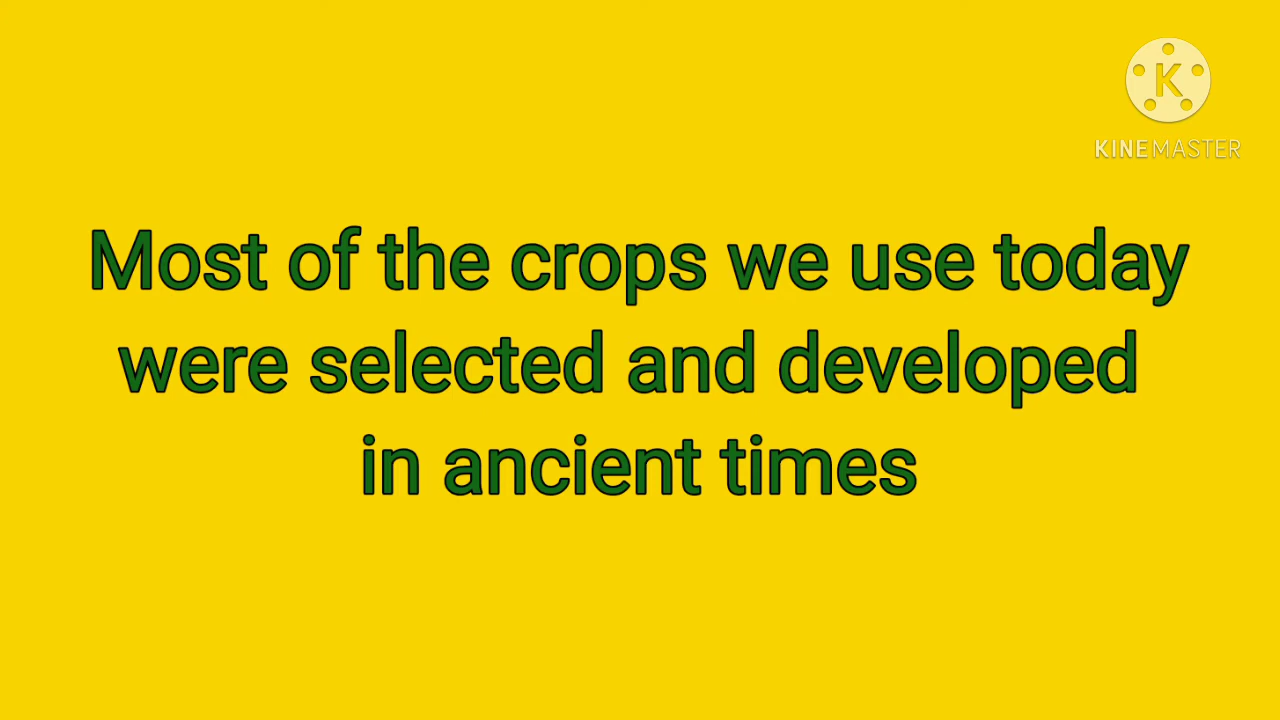 K
KINEMASTER
Most of the crops we use today
were selected and developed
in ancient times